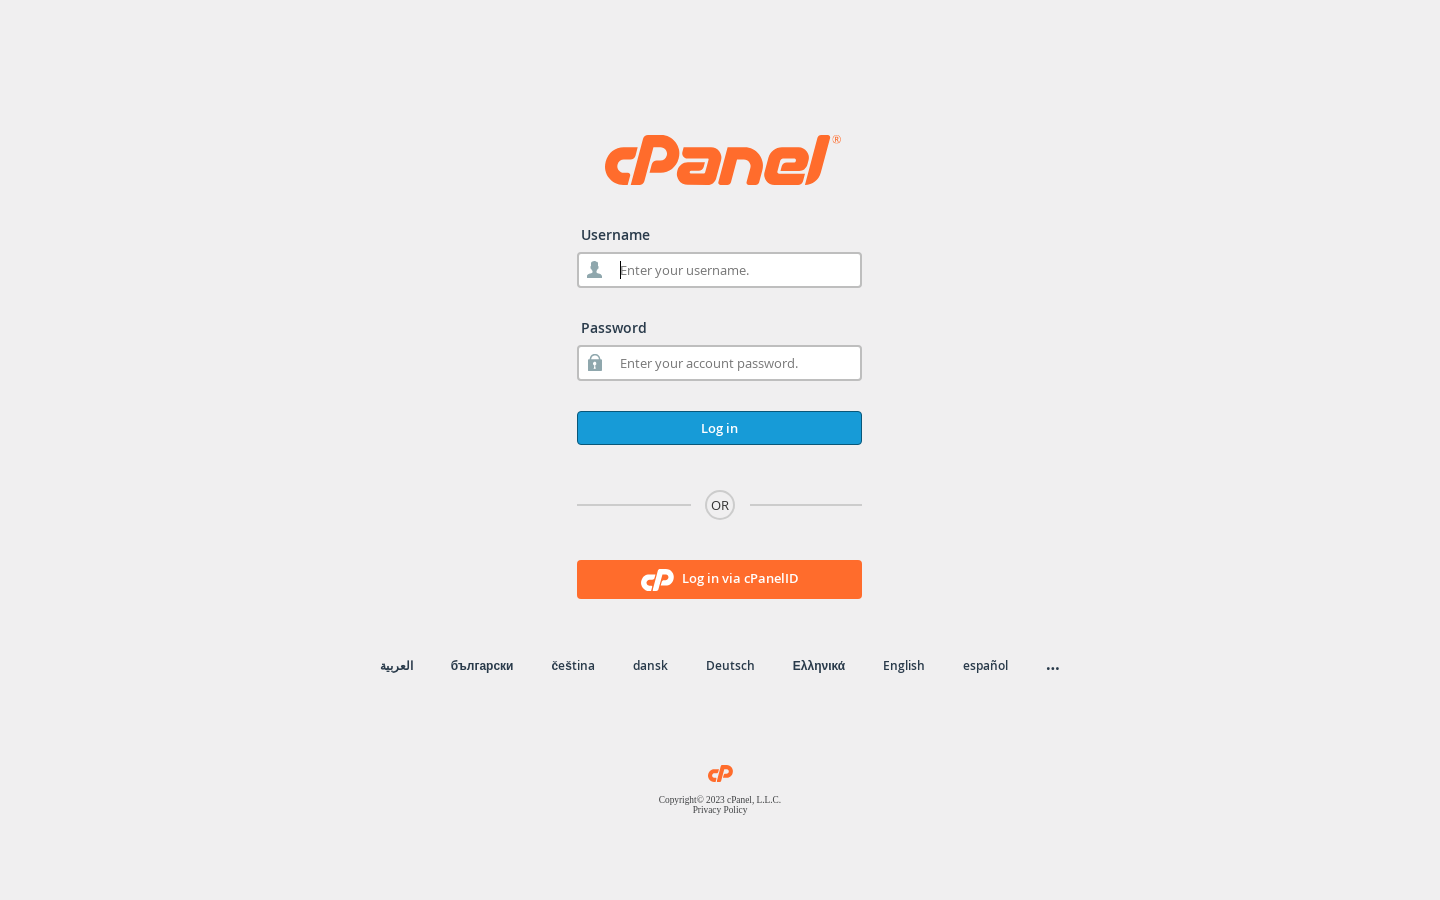 cPanel®
Username
Enter your username.
Password
Enter your account password.
Log in
OR
cP Log in via cPanelID
العربية български čeština dansk Deutsch Ελληνικά English español ...
cP
Copyright© 2023 cPanel, L.L.C.
Privacy Policy